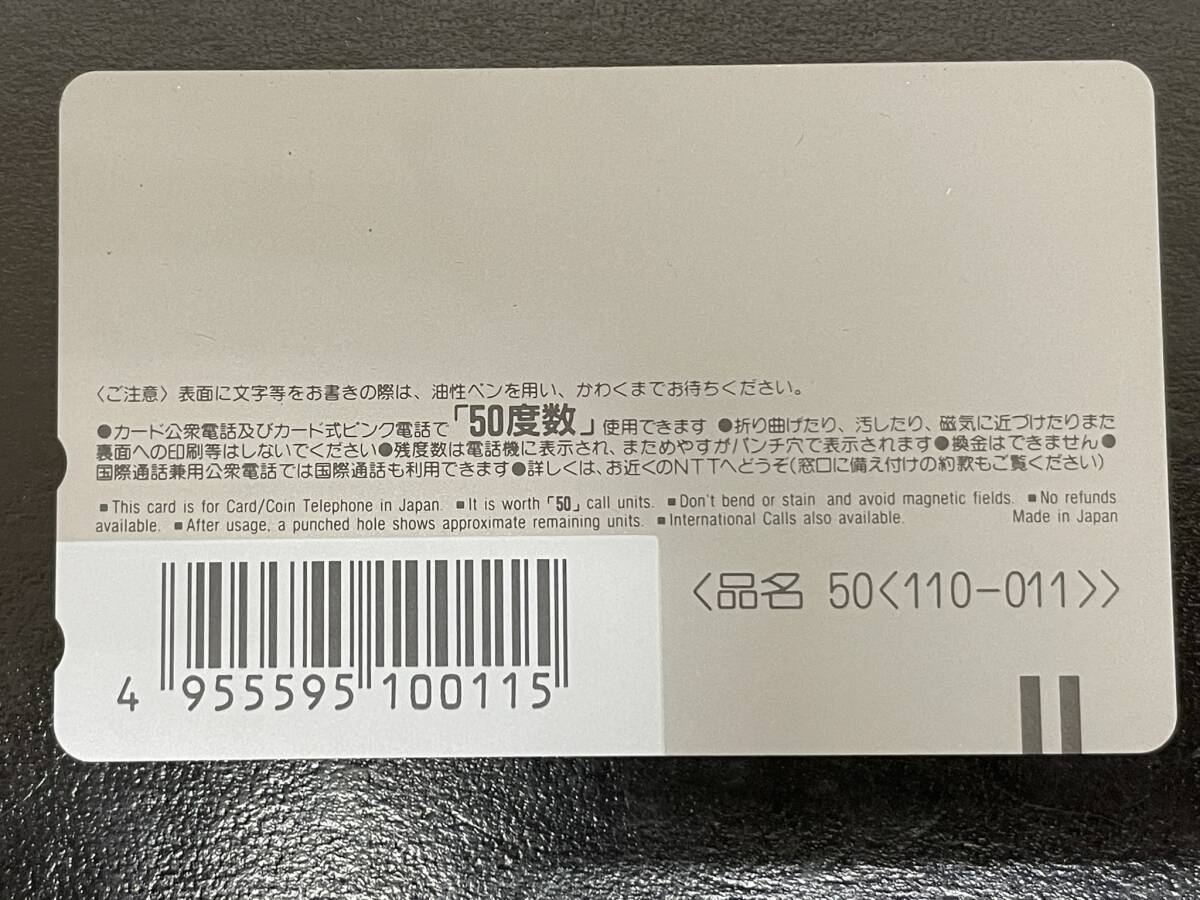 〈ご注意〉表面に文字等をお書きの際は、油性ペンを用い、かわくまでお待ちください。
●カード公衆電話及びカード式ピンク電話で「50度数」使用できます ●折り曲げたり、汚したり、磁気に近づけたりまた
裏面への印刷等はしないでください●残度数は電話機に表示され、まためやすがパンチ穴で表示されます●換金はできません●
国際通話兼用公衆電話では国際通話も利用できます●詳しくは、お近くのNTTへどうぞ(窓口に備え付けの約款もご覧ください)
■This card is for Card/Coin Telephone in Japan. ■It is worth「50」call units. ■Don't bend or stain and avoid magnetic fields. ■No refunds
available. ■After usage, a punched hole shows approximate remaining units. ■International Calls also available. Made in Japan
〈品名 50〈110-011〉〉
4 955595 100115